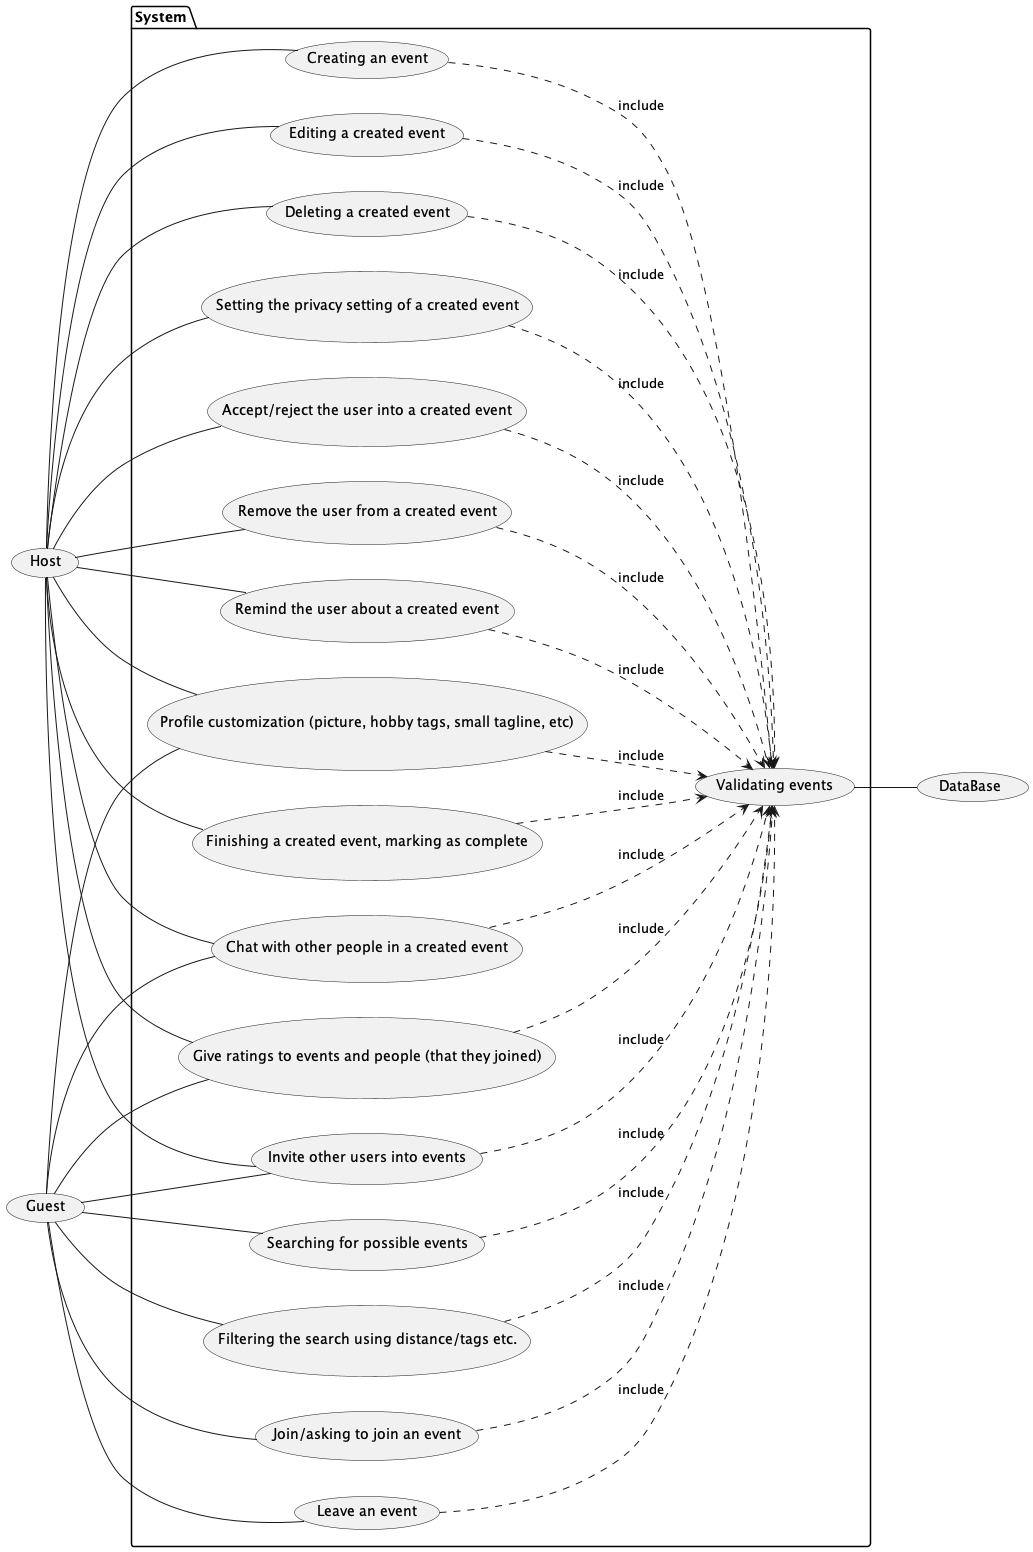 System
Creating an event
include
Editing a created event
include
Deleting a created event
include
Setting the privacy setting of a created event
include
Accept/reject the user into a created event
include
Remove the user from a created event
include
Host
Remind the user about a created event
include
Profile customization (picture, hobby tags, small tagline, etc)
include
Validating events
DataBase
include
Finishing a created event, marking as complete
include
Chat with other people in a created event
include
Give ratings to events and people (that they joined)
include
Invite other users into events
include
Guest
Searching for possible events
include
Filtering the search using distance/tags etc.
include
Join/asking to join an event
include
Leave an event